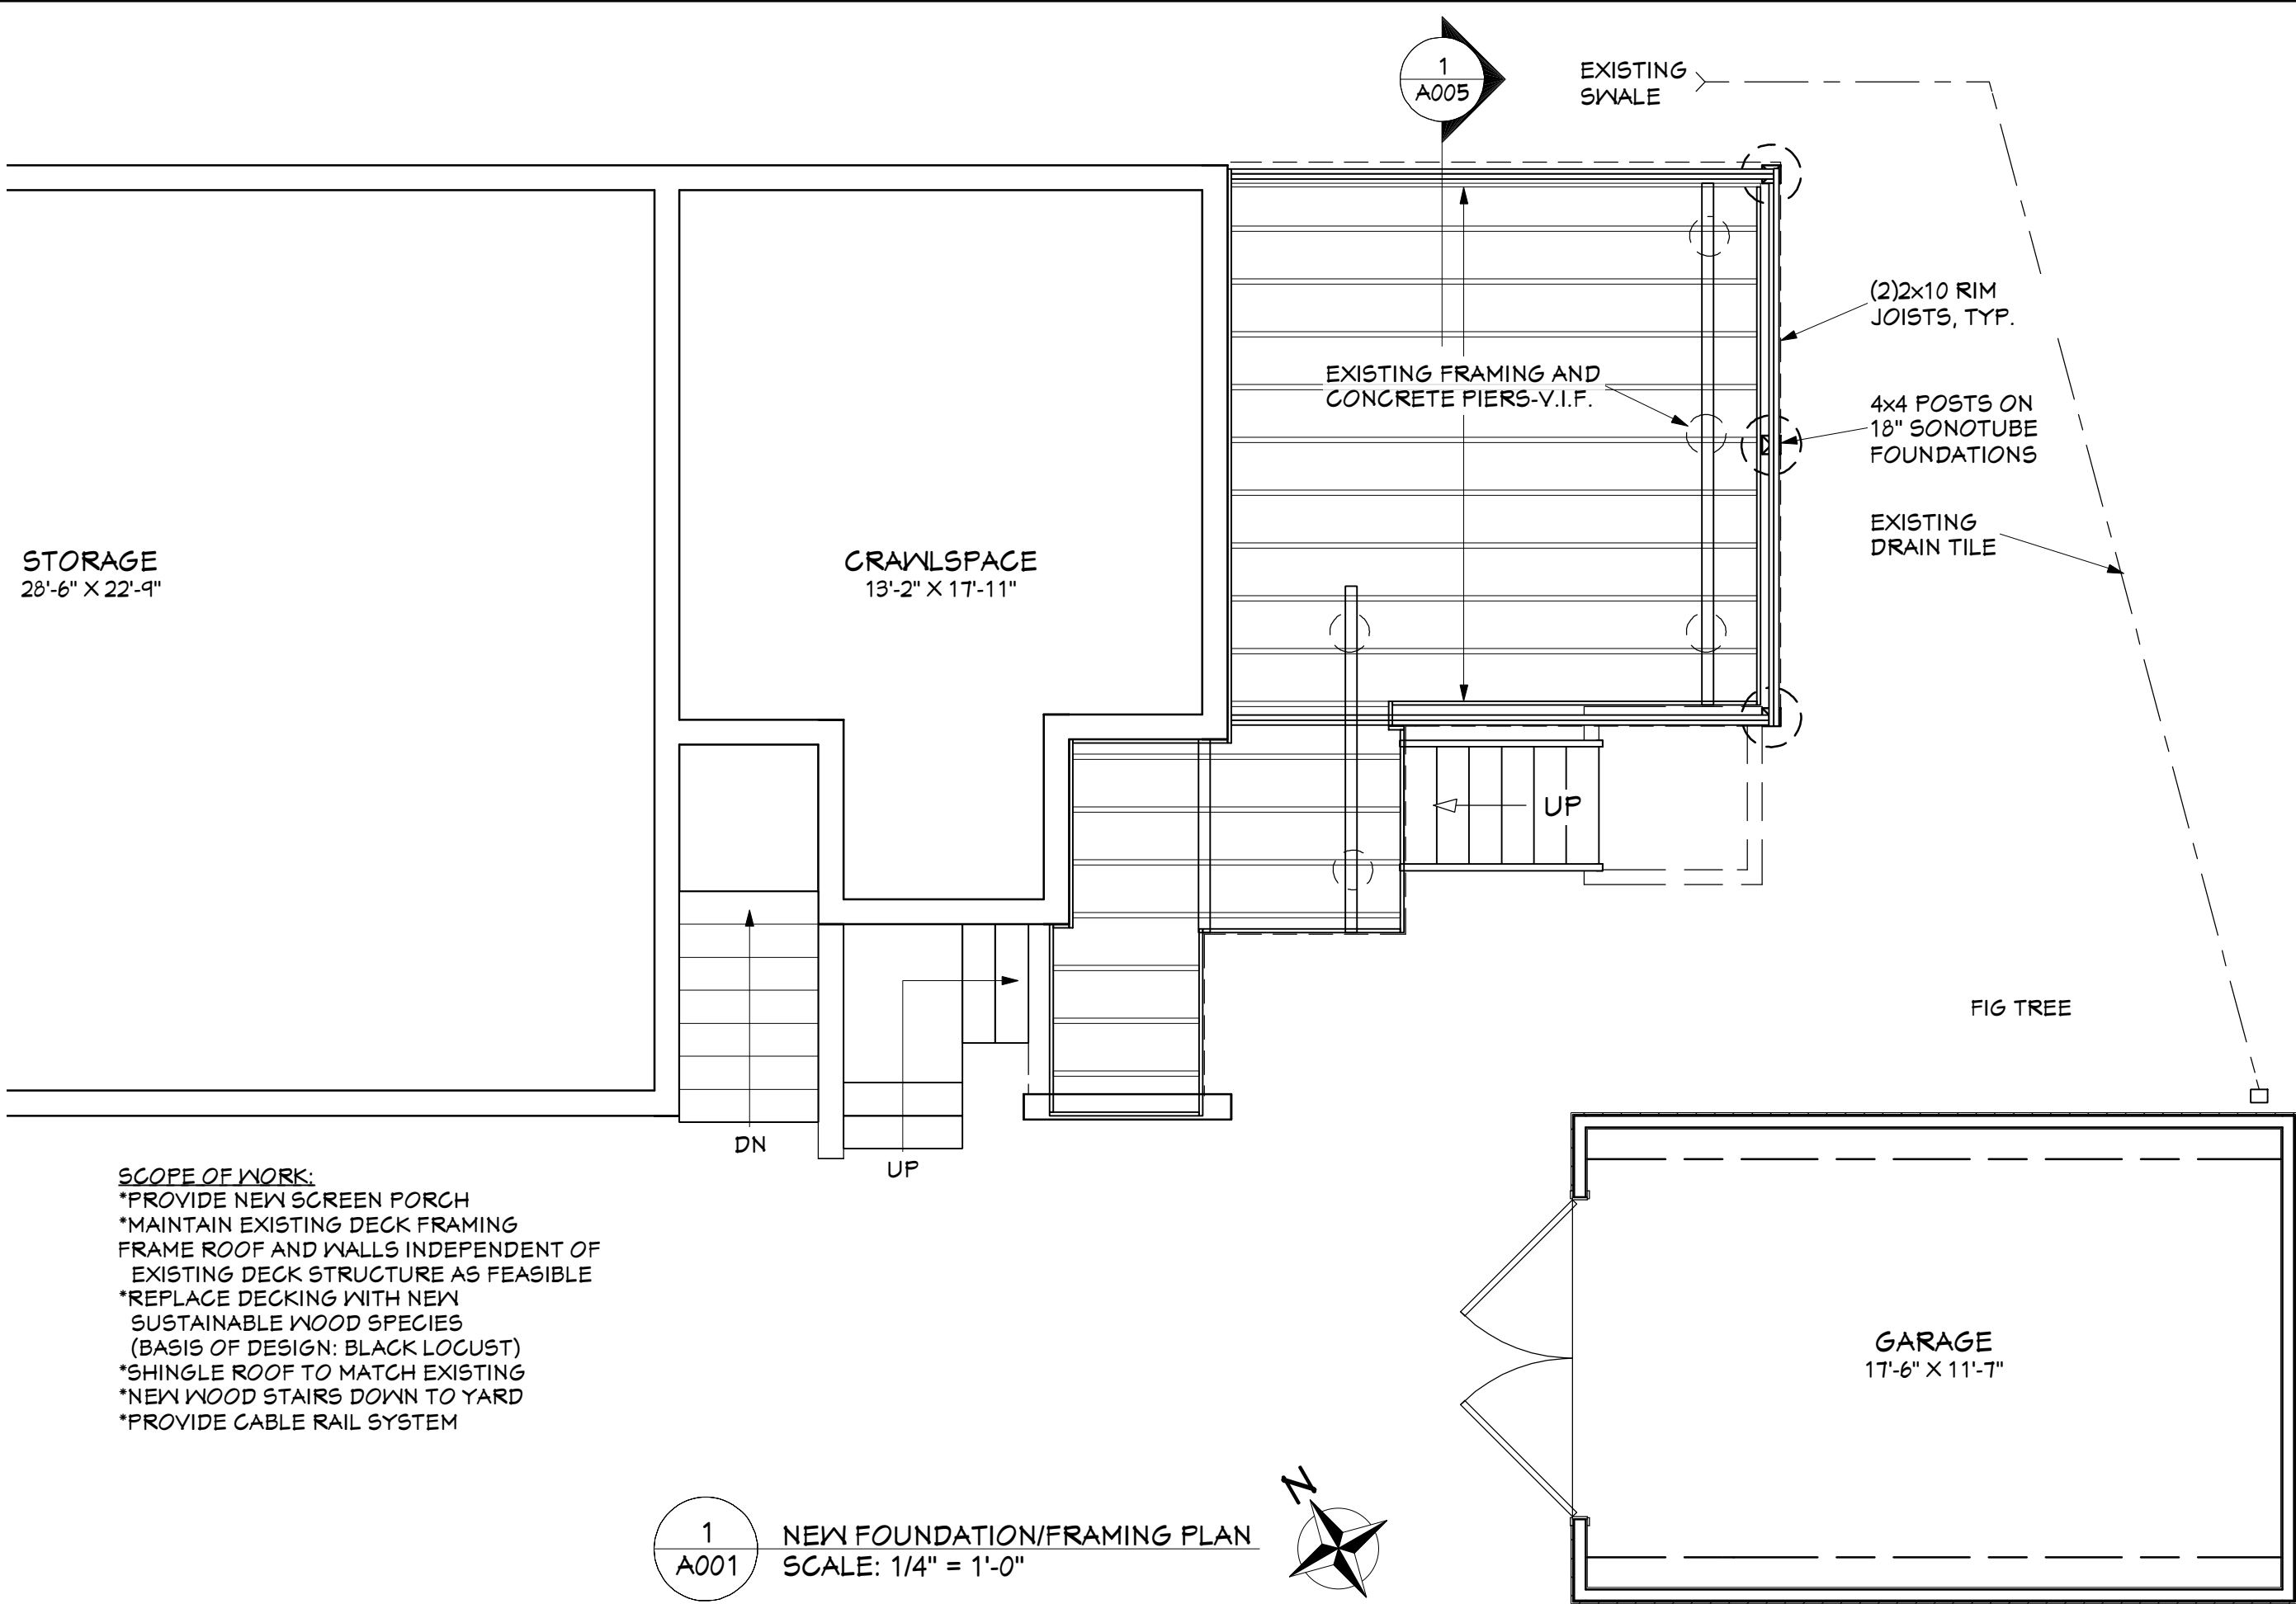 1
A005
EXISTING
SWALE
(2)2x10 RIM
JOISTS, TYP.
EXISTING FRAMING AND
CONCRETE PIERS-V.I.F.
4x4 POSTS ON
18" SONOTUBE
FOUNDATIONS
EXISTING
DRAIN TILE
STORAGE
28'-6" X 22'-9"
CRAWLSPACE
13'-2" X 17'-11"
UP
FIG TREE
DN
UP
SCOPE OF WORK:
*PROVIDE NEW SCREEN PORCH
*MAINTAIN EXISTING DECK FRAMING
FRAME ROOF AND WALLS INDEPENDENT OF
EXISTING DECK STRUCTURE AS FEASIBLE
*REPLACE DECKING WITH NEW
SUSTAINABLE WOOD SPECIES
(BASIS OF DESIGN: BLACK LOCUST)
*SHINGLE ROOF TO MATCH EXISTING
*NEW WOOD STAIRS DOWN TO YARD
*PROVIDE CABLE RAIL SYSTEM
GARAGE
17'-6" X 11'-7"
N
1
A001
NEW FOUNDATION/FRAMING PLAN
SCALE: 1/4" = 1'-0"